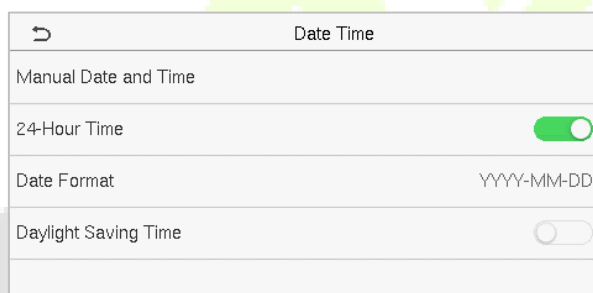 Date Time
Manual Date and Time
24-Hour Time
Date Format YYYY-MM-DD
Daylight Saving Time